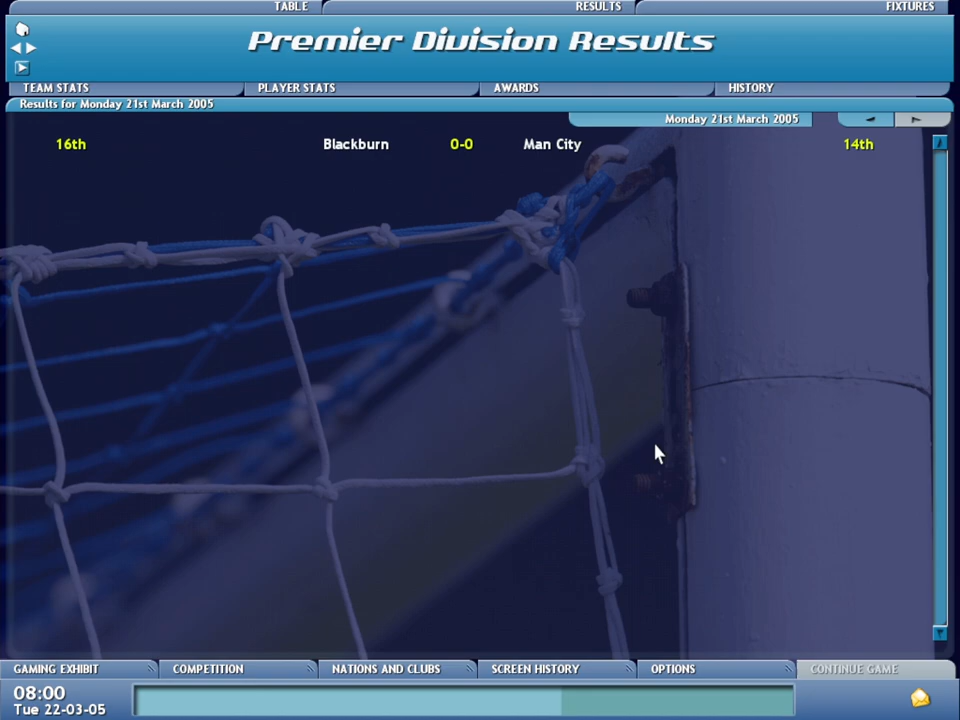 TABLE
RESULTS
FIXTURES
Premier Division Results
TEAM STATS
PLAYER STATS
AWARDS
HISTORY
Results for Monday 21st March 2005
Monday 21st March 2005
16th Blackburn 0-0 Man City 14th
GAMING EXHIBIT
COMPETITION
NATIONS AND CLUBS
SCREEN HISTORY
OPTIONS
CONTINUE GAME
08:00
Tue 22-03-05